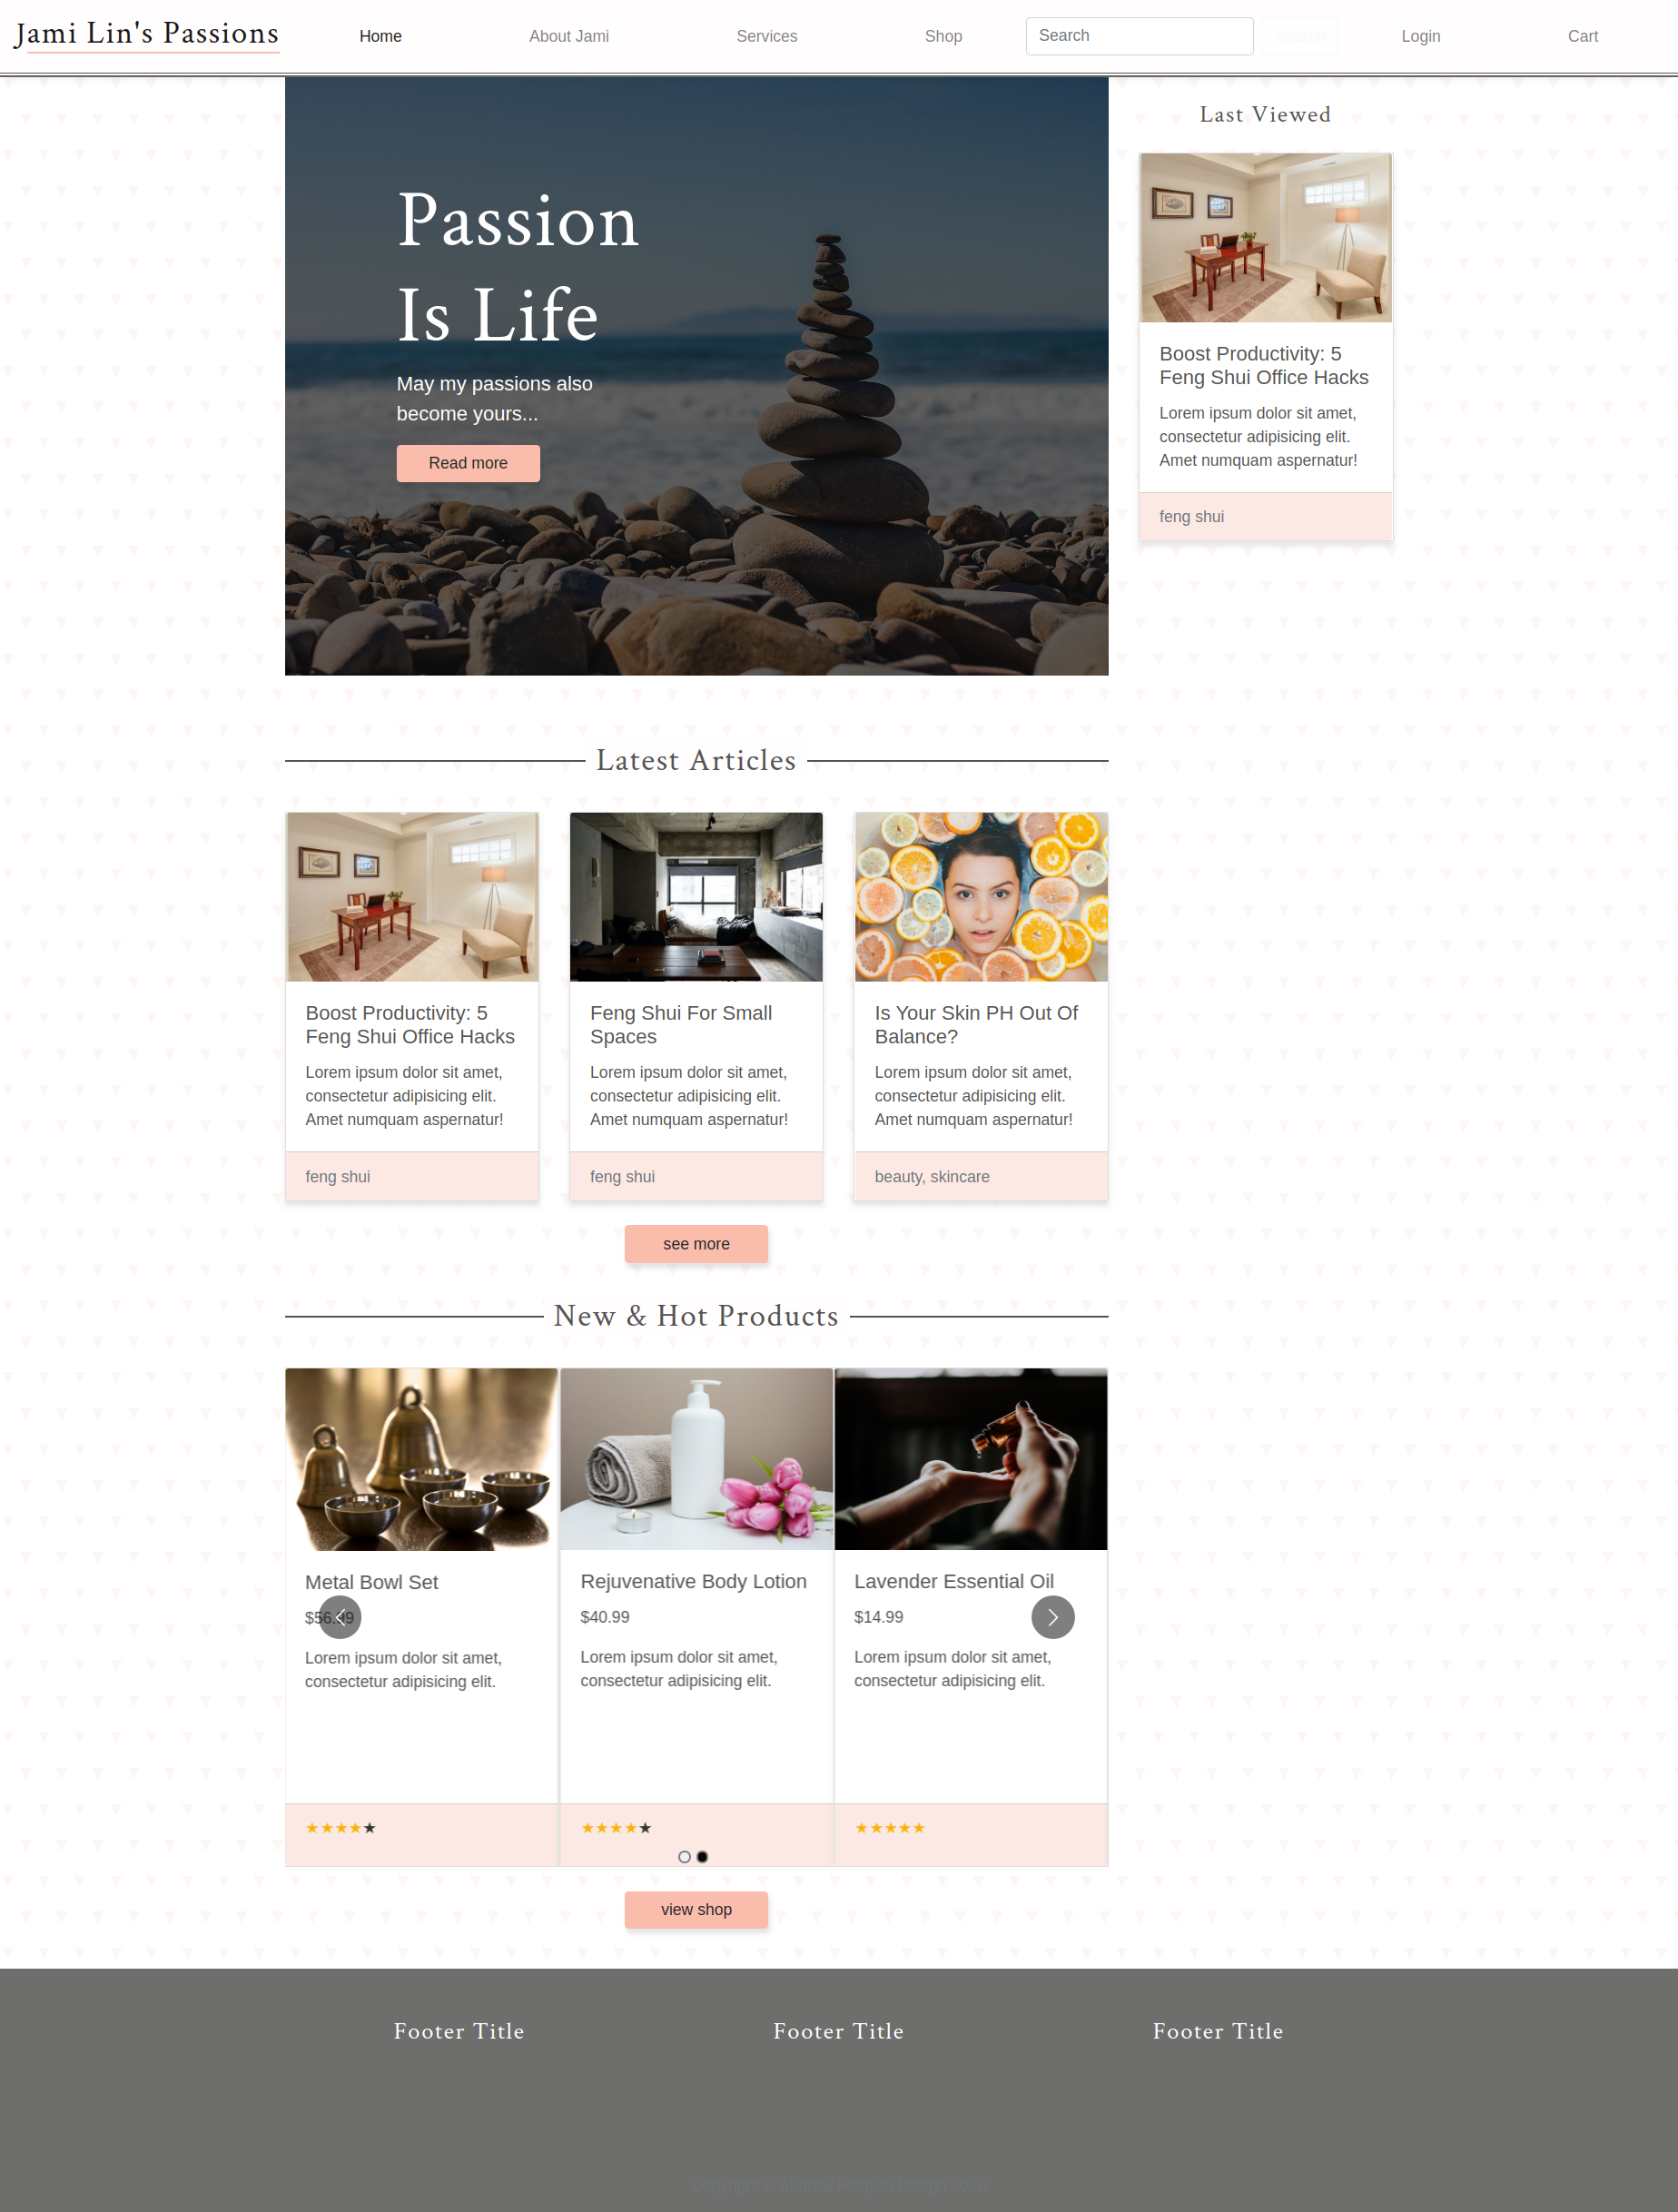 Jami Lin's Passions
Home
About Jami
Services
Shop
Search
Search
Login
Cart
Passion
Is Life
May my passions also
become yours...
Read more
Last Viewed
Boost Productivity: 5
Feng Shui Office Hacks
Lorem ipsum dolor sit amet,
consectetur adipisicing elit.
Amet numquam aspernatur!
feng shui
Latest Articles
Boost Productivity: 5
Feng Shui Office Hacks
Lorem ipsum dolor sit amet,
consectetur adipisicing elit.
Amet numquam aspernatur!
feng shui
Feng Shui For Small
Spaces
Lorem ipsum dolor sit amet,
consectetur adipisicing elit.
Amet numquam aspernatur!
feng shui
Is Your Skin PH Out Of
Balance?
Lorem ipsum dolor sit amet,
consectetur adipisicing elit.
Amet numquam aspernatur!
beauty, skincare
see more
New & Hot Products
Metal Bowl Set
$56.99
Lorem ipsum dolor sit amet,
consectetur adipisicing elit.
Rejuvenative Body Lotion
$40.99
Lorem ipsum dolor sit amet,
consectetur adipisicing elit.
Lavender Essential Oil
$14.99
Lorem ipsum dolor sit amet,
consectetur adipisicing elit.
view shop
Footer Title
Footer Title
Footer Title
Copyright © Andrew Pospisil Design 2020